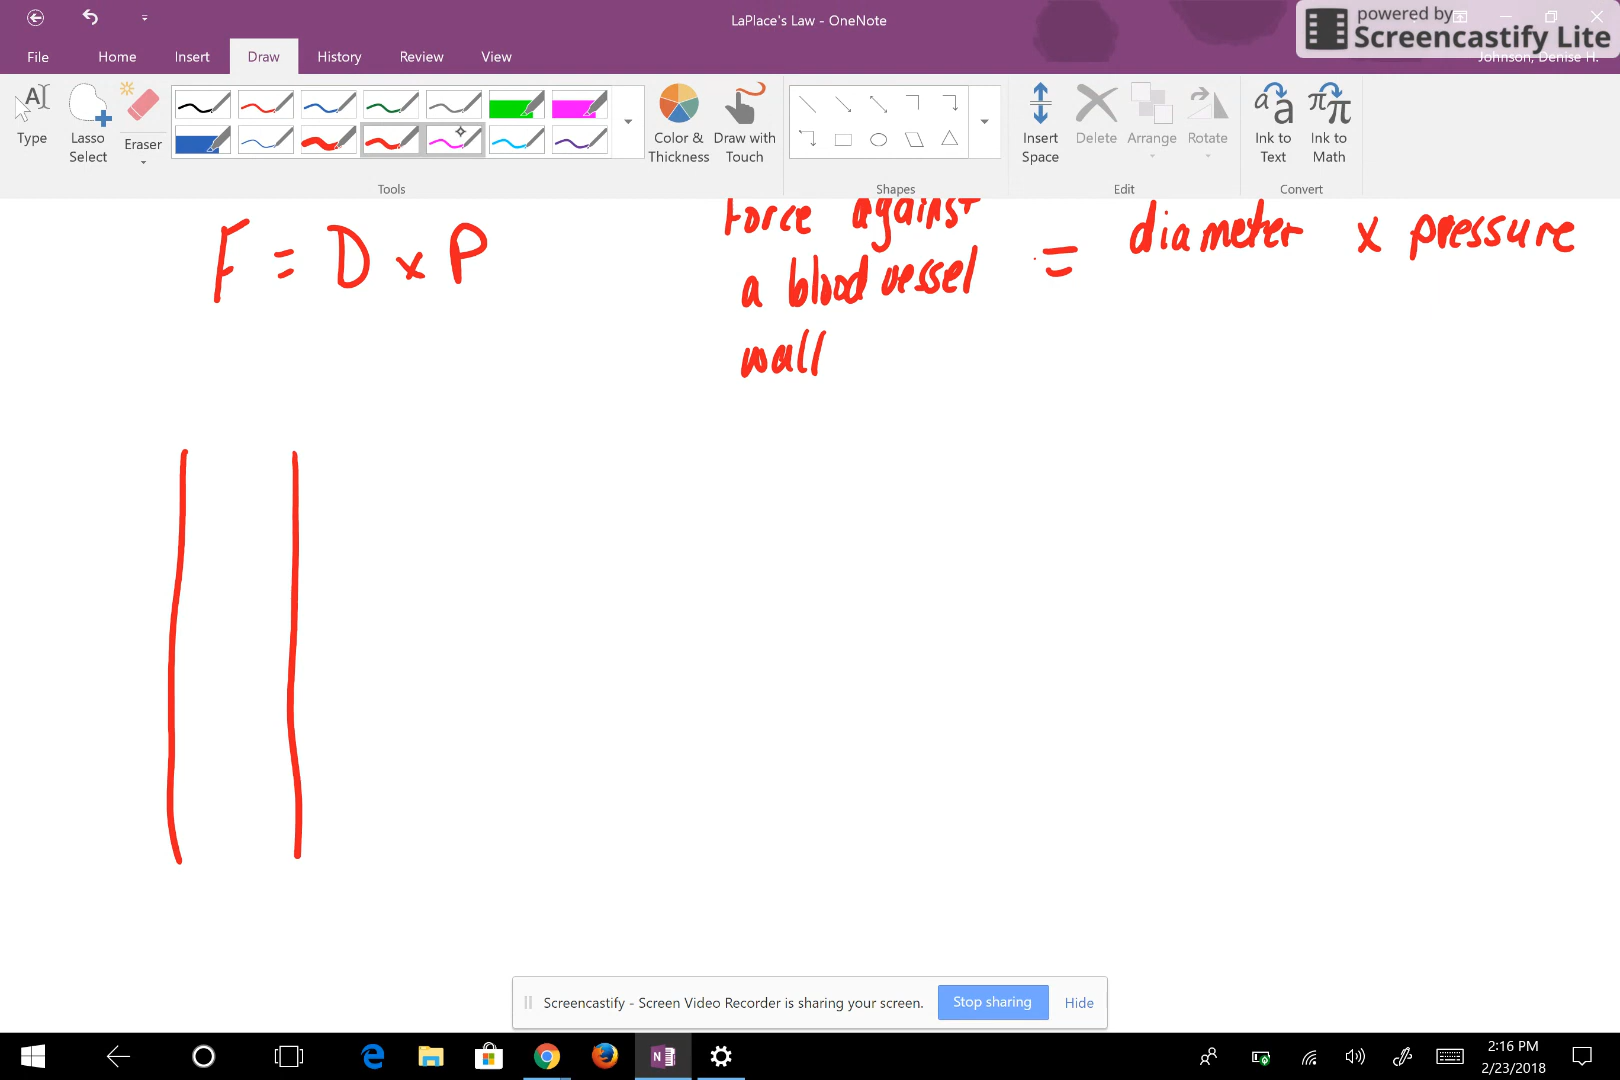 LaPlace's Law - OneNote
powered by
Screencastify Lite
Johnson, Denise H.
File Home Insert Draw History Review View
Type
Lasso Select
Eraser
Color & Thickness
Draw with Touch
Insert Space
Delete
Arrange
Rotate
Ink to Text
Ink to Math
Tools
Shapes
Edit
Convert
F = D x P
Force against
a blood vessel
wall
= diameter x pressure
Screencastify - Screen Video Recorder is sharing your screen.
Stop sharing
Hide
2:16 PM
2/23/2018